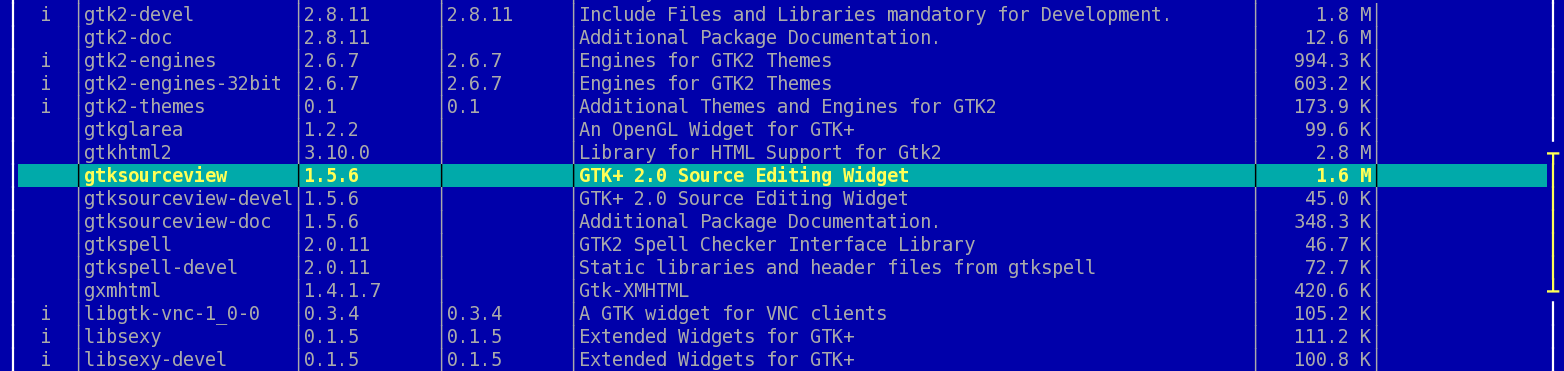 i gtk2-devel 2.8.11 2.8.11 Include Files and Libraries mandatory for Development. 1.8 M
gtk2-doc 2.8.11 Additional Package Documentation. 12.6 M
i gtk2-engines 2.6.7 2.6.7 Engines for GTK2 Themes 994.3 K
i gtk2-engines-32bit 2.6.7 2.6.7 Engines for GTK2 Themes 603.2 K
i gtk2-themes 0.1 0.1 Additional Themes and Engines for GTK2 173.9 K
gtkglarea 1.2.2 An OpenGL Widget for GTK+ 99.6 K
gtkhtml2 3.10.0 Library for HTML Support for Gtk2 2.8 M
gtksourceview 1.5.6 GTK+ 2.0 Source Editing Widget 1.6 M
gtksourceview-devel 1.5.6 GTK+ 2.0 Source Editing Widget 45.0 K
gtksourceview-doc 1.5.6 Additional Package Documentation. 348.3 K
gtkspell 2.0.11 GTK2 Spell Checker Interface Library 46.7 K
gtkspell-devel 2.0.11 Static libraries and header files from gtkspell 72.7 K
gxmhtml 1.4.1.7 Gtk-XMHTML 420.6 K
i libgtk-vnc-1_0-0 0.3.4 0.3.4 A GTK widget for VNC clients 105.2 K
i libsexy 0.1.5 0.1.5 Extended Widgets for GTK+ 111.2 K
i libsexy-devel 0.1.5 0.1.5 Extended Widgets for GTK+ 100.8 K